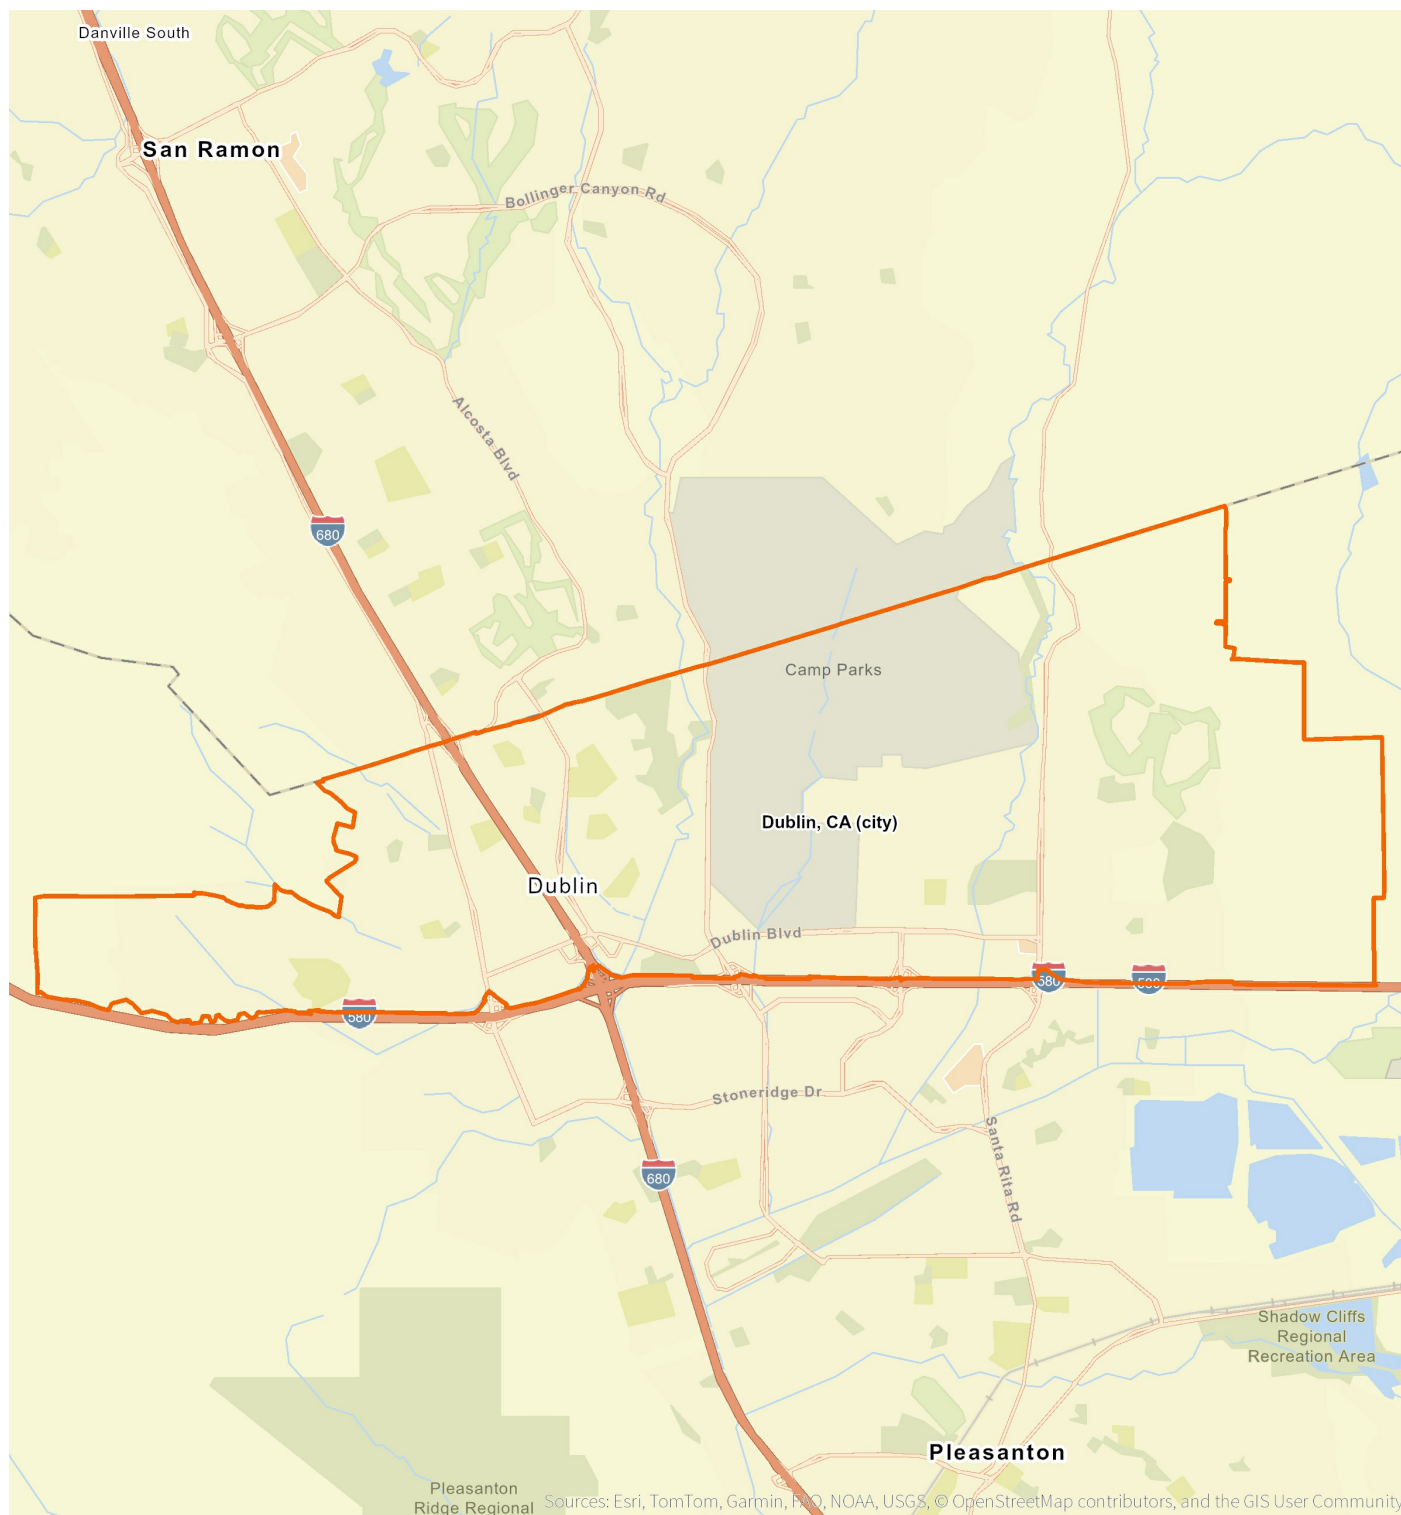 Danville South
San Ramon
Bollinger Canyon Rd
Alcosta Blvd
680
Camp Parks
Dublin, CA (city)
Dublin
Dublin Blvd
580
580
580
Stoneridge Dr
Santa Rita Rd
680
Shadow Cliffs
Regional
Recreation Area
Pleasanton
Pleasanton
Ridge Regional
Sources: Esri, TomTom, Garmin, FAO, NOAA, USGS, © OpenStreetMap contributors, and the GIS User Community